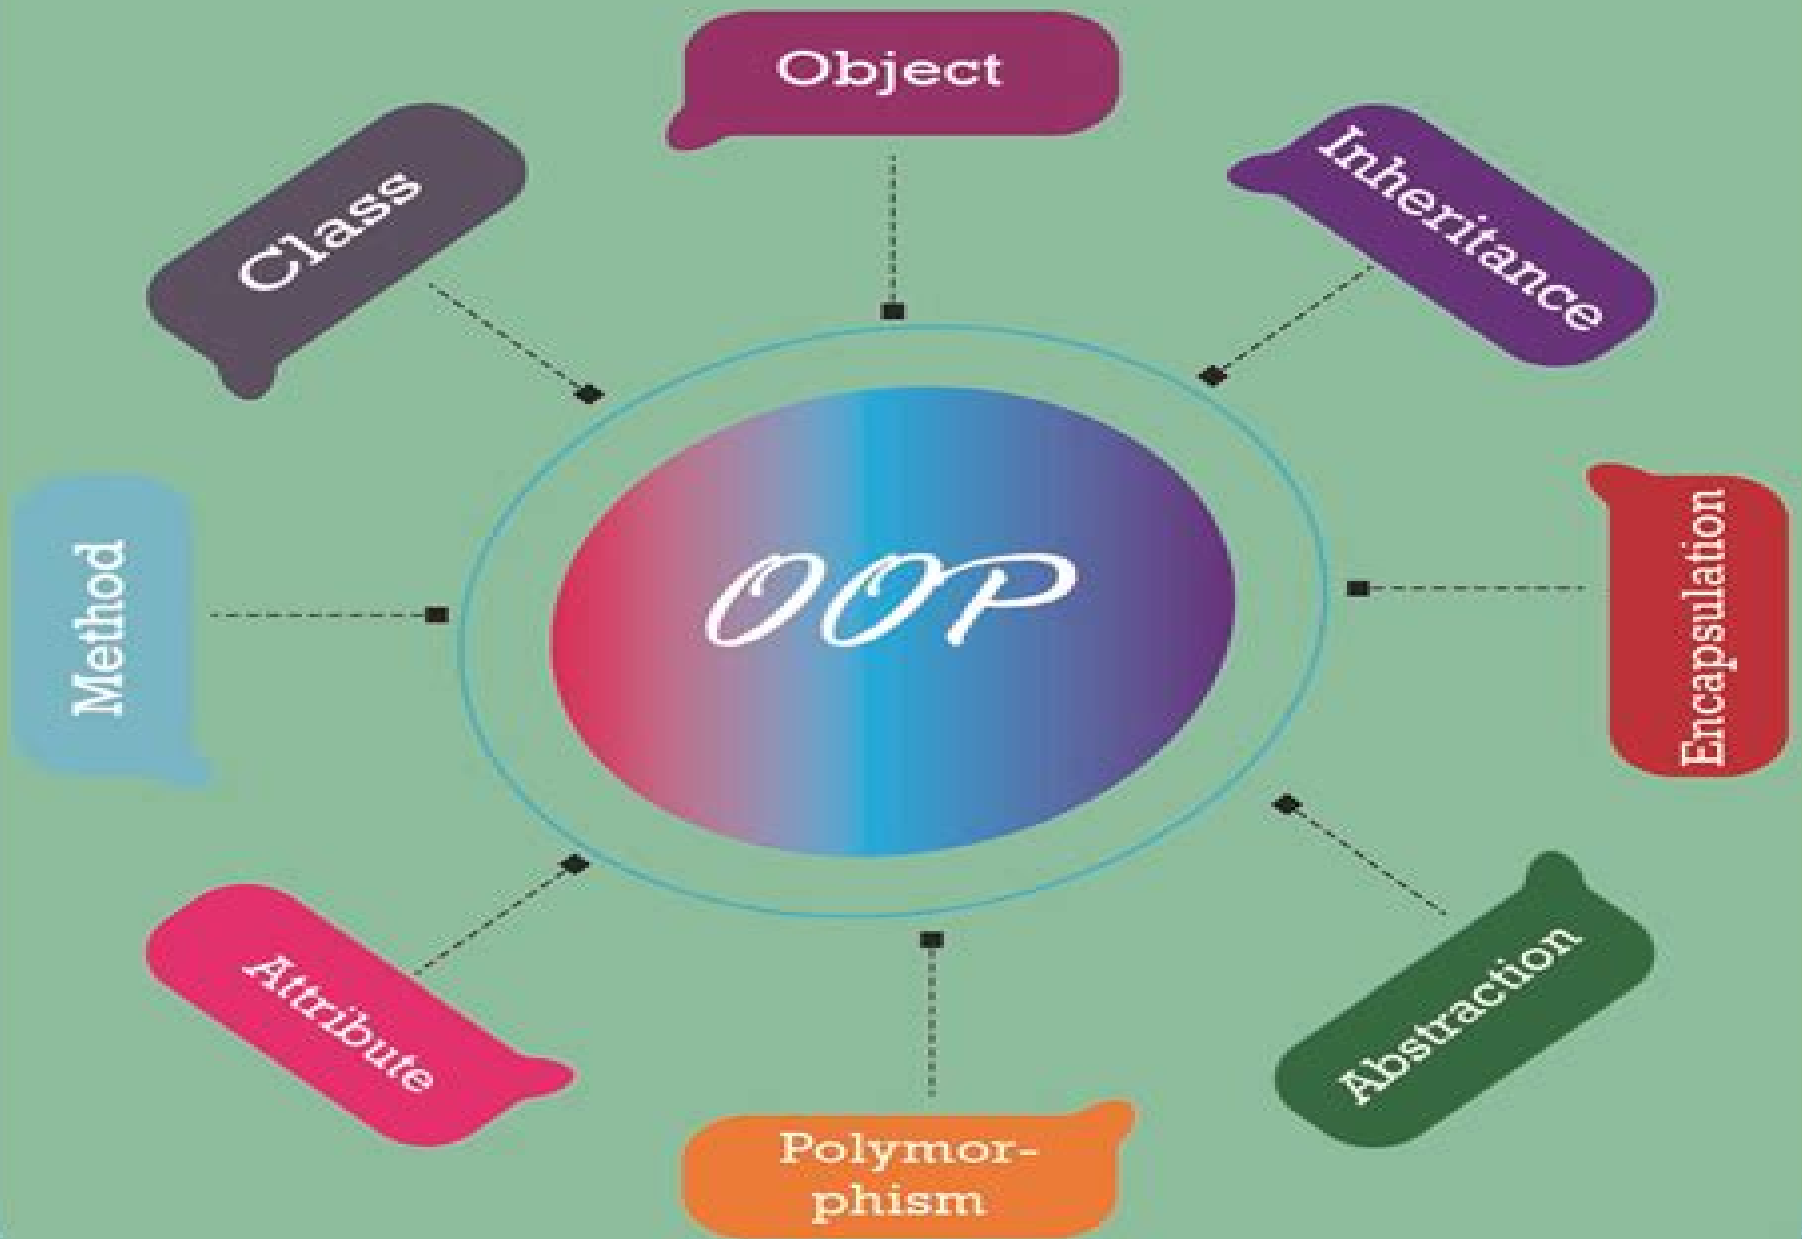 Object
Class
Inheritance
OOP
Method
Encapsulation
Attribute
Abstraction
Polymor-
phism